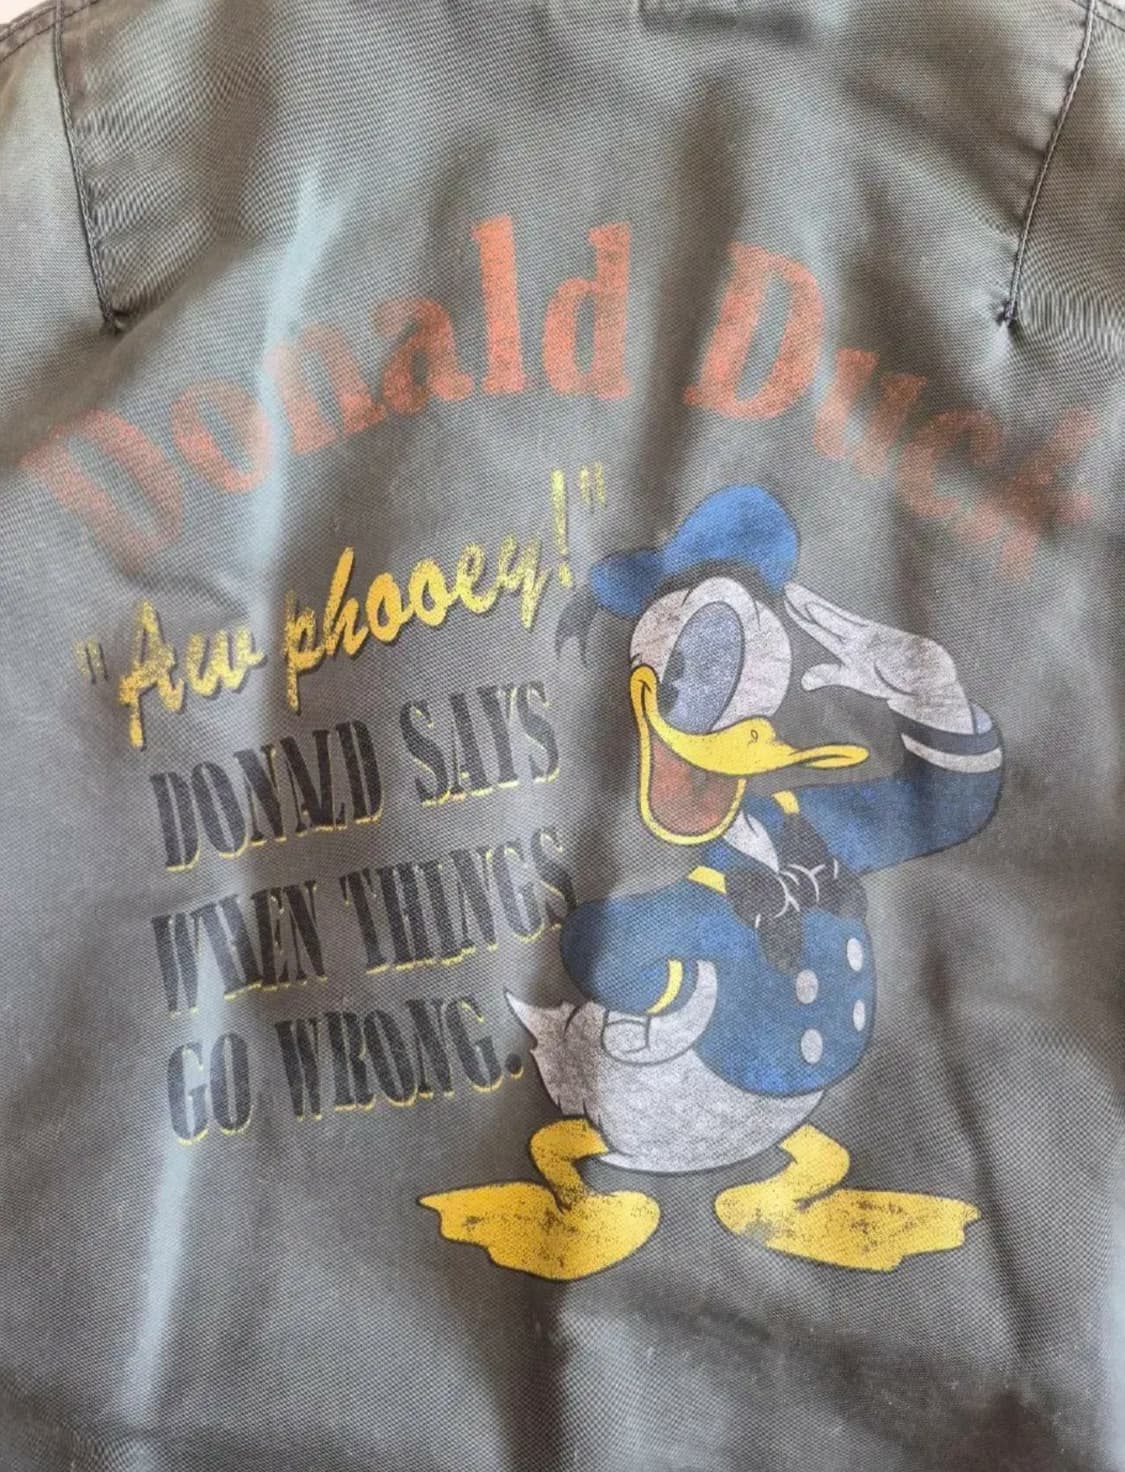 Donald Duck
"Aw phooey!"
DONALD SAYS
WHEN THINGS
GO WRONG.